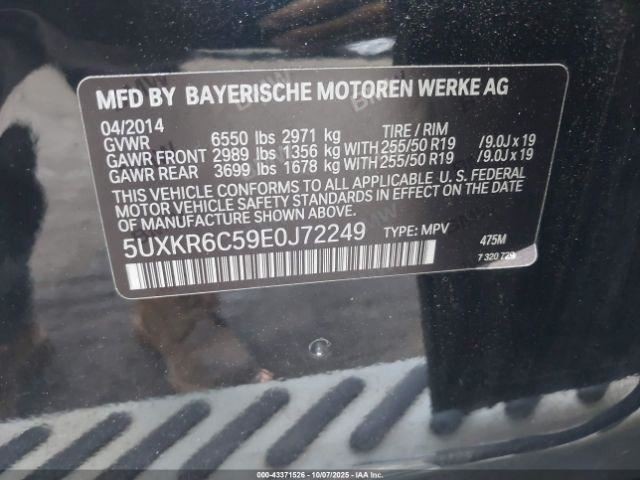 MFD BY BAYERISCHE MOTOREN WERKE AG
04/2014 TIRE / RIM
GVWR 6550 lbs 2971 kg
GAWR FRONT 2989 lbs 1356 kg WITH 255/50 R19 /9.0J x 19
GAWR REAR 3699 lbs 1678 kg WITH 255/50 R19 /9.0J x 19
THIS VEHICLE CONFORMS TO ALL APPLICABLE U. S. FEDERAL
MOTOR VEHICLE SAFETY STANDARDS IN EFFECT ON THE DATE
OF MANUFACTURE SHOWN ABOVE.
5UXKR6C59E0J72249 TYPE: MPV 475M
7 320 729
000-43371526 - 10/07/2025 - IAA Inc.